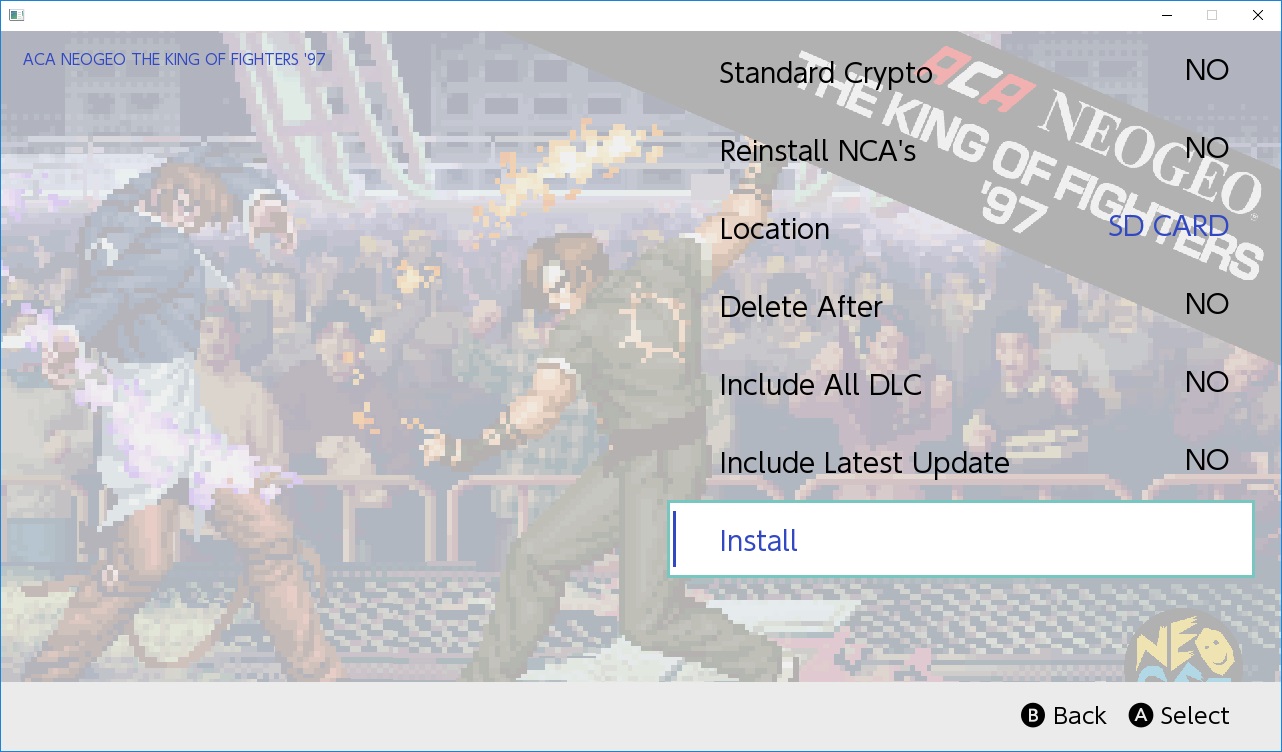 ACA NEOGEO THE KING OF FIGHTERS '97
ACA NEOGEO
THE KING OF FIGHTERS
'97
Standard Crypto NO
Reinstall NCA's NO
Location SD CARD
Delete After NO
Include All DLC NO
Include Latest Update NO
Install
NEO
GEO
B Back A Select